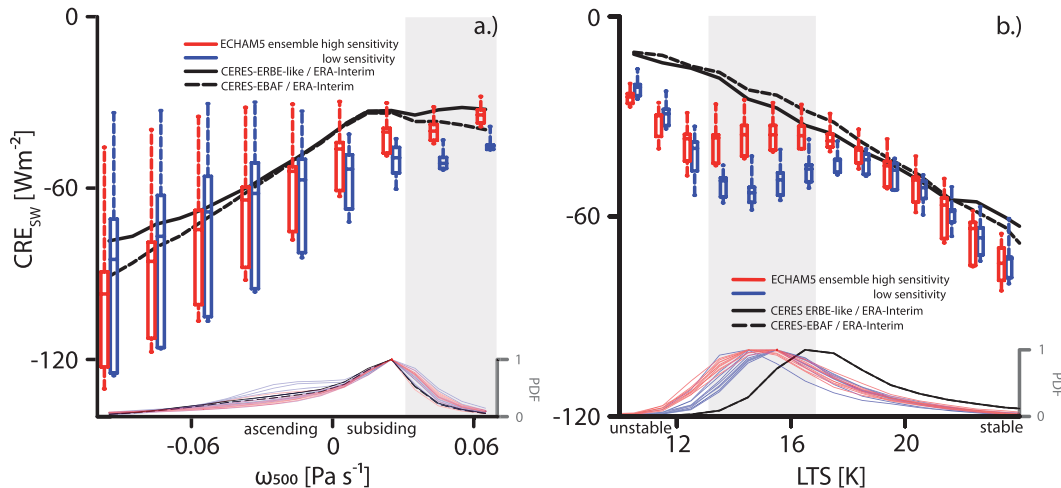 a.)
0
-60
-120
CRE_SW [Wm⁻²]
ECHAM5 ensemble high sensitivity
low sensitivity
CERES-ERBE-like / ERA-Interim
CERES-EBAF / ERA-Interim
1
0
PDF
ascending
subsiding
-0.06
0
0.06
ω₅₀₀ [Pa s⁻¹]
b.)
0
-60
-120
ECHAM5 ensemble high sensitivity
low sensitivity
CERES ERBE-like / ERA-Interim
CERES-EBAF / ERA-Interim
1
0
PDF
unstable
stable
12
16
20
LTS [K]